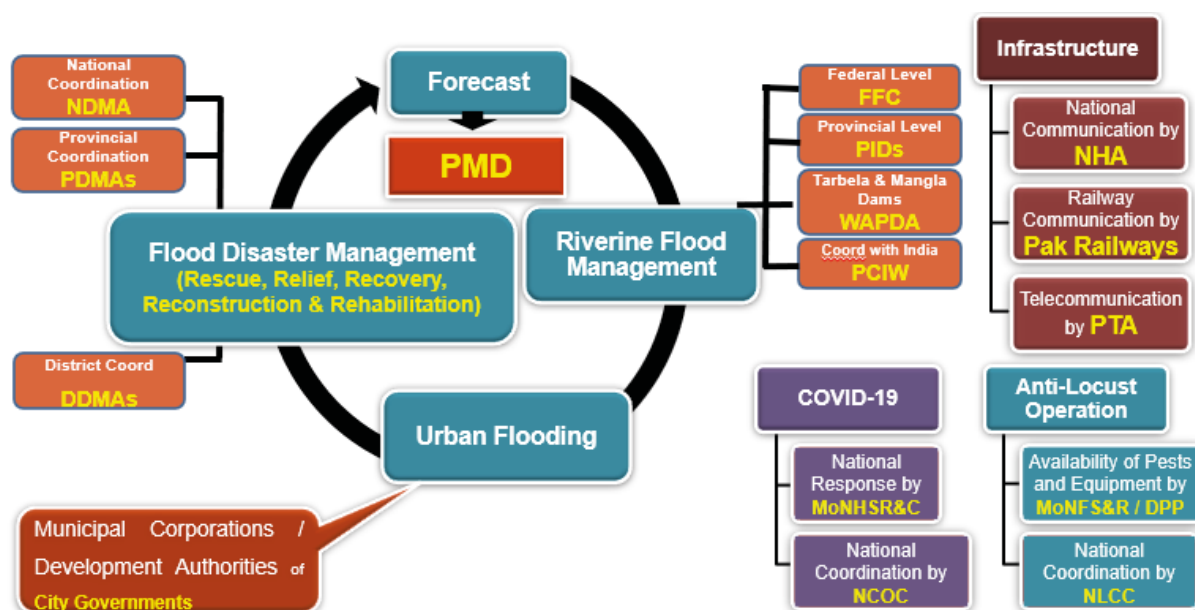 National
Coordination
NDMA
Provincial
Coordination
PDMAs
Forecast
PMD
Flood Disaster Management
(Rescue, Relief, Recovery,
Reconstruction & Rehabilitation)
District Coord
DDMAs
Riverine Flood
Management
Federal Level
FFC
Provincial Level
PIDs
Tarbela & Mangla
Dams
WAPDA
Coord with India
PCIW
Urban Flooding
Municipal Corporations /
Development Authorities of
City Governments
Infrastructure
National
Communication by
NHA
Railway
Communication by
Pak Railways
Telecommunication
by PTA
COVID-19
National
Response by
MoNHSR&C
National
Coordination by
NCOC
Anti-Locust
Operation
Availability of Pests
and Equipment by
MoNFS&R / DPP
National
Coordination by
NLCC